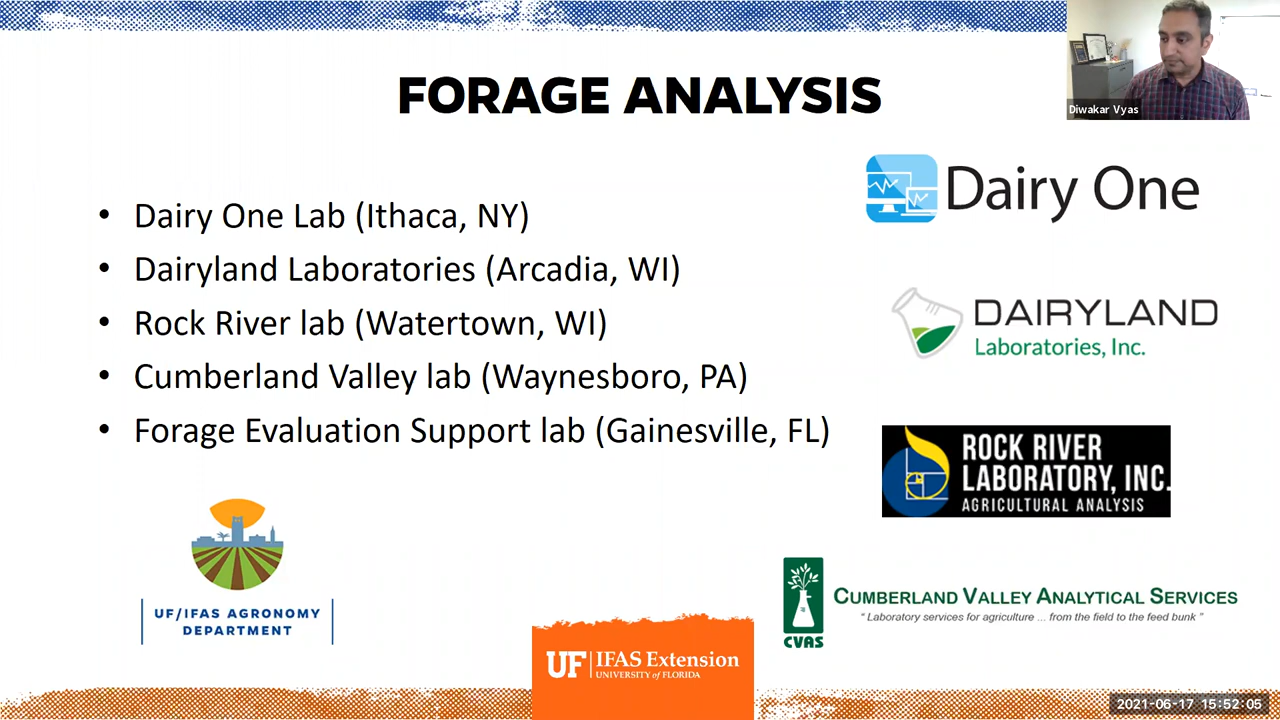 FORAGE ANALYSIS
Diwakar Vyas
• Dairy One Lab (Ithaca, NY)
• Dairyland Laboratories (Arcadia, WI)
• Rock River lab (Watertown, WI)
• Cumberland Valley lab (Waynesboro, PA)
• Forage Evaluation Support lab (Gainesville, FL)
Dairy One
DAIRYLAND
Laboratories, Inc.
ROCK RIVER
LABORATORY, INC.
AGRICULTURAL ANALYSIS
CUMBERLAND VALLEY ANALYTICAL SERVICES
“ Laboratory services for agriculture ... from the field to the feed bunk ”
CVAS
UF/IFAS AGRONOMY
DEPARTMENT
UF IFAS Extension
UNIVERSITY of FLORIDA
2021-06-17 15:52:05